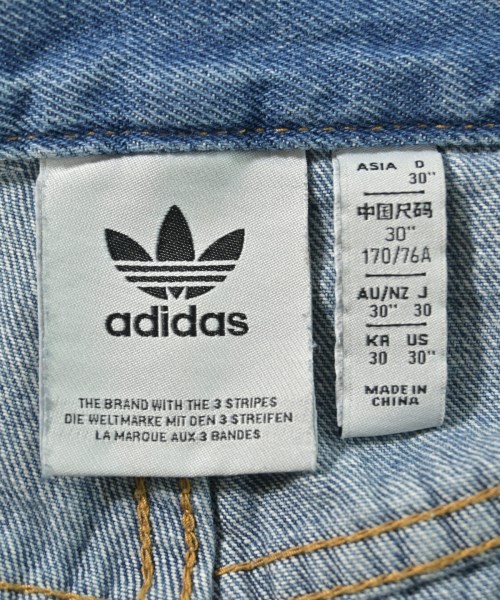 adidas
THE BRAND WITH THE 3 STRIPES
DIE WELTMARKE MIT DEN 3 STREIFEN
LA MARQUE AUX 3 BANDES
ASIA D
30"
中国尺码
30"
170/76A
AU/NZ J
30" 30
KR US
30 30"
MADE IN
CHINA